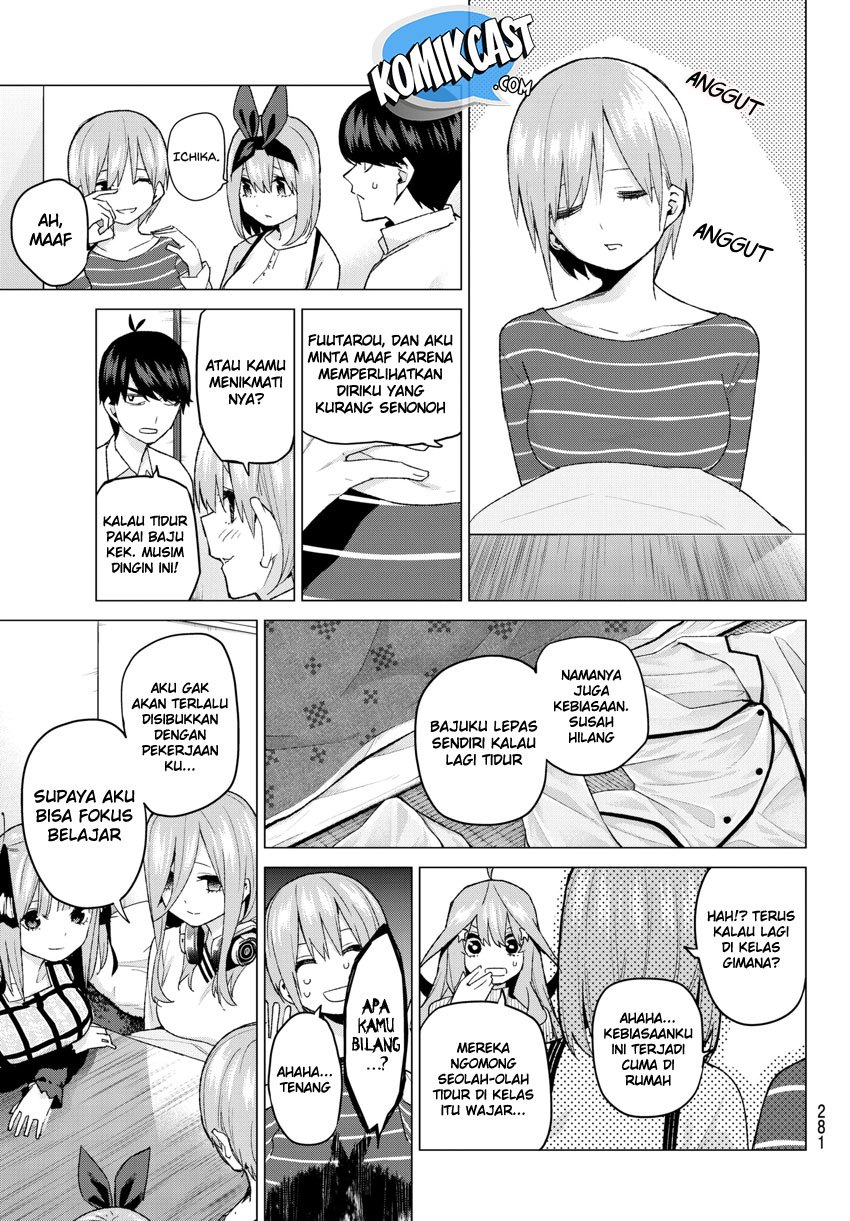 KOMIKCAST
.COM
ANGGUT
ANGGUT
ICHIKA.
AH,
MAAF
FUUTAROU, DAN AKU
MINTA MAAF KARENA
MEMPERLIHATKAN
DIRIKU YANG
KURANG SENONOH
ATAU KAMU
MENIKMATI
NYA?
KALAU TIDUR
PAKAI BAJU
KEK. MUSIM
DINGIN INI!
NAMANYA
JUGA
KEBIASAAN.
SUSAH
HILANG
BAJUKU LEPAS
SENDIRI KALAU
LAGI TIDUR
AKU GAK
AKAN TERLALU
DISIBUKKAN
DENGAN
PEKERJAAN
KU...
SUPAYA AKU
BISA FOKUS
BELAJAR
HAH!? TERUS
KALAU LAGI
DI KELAS
GIMANA?
AHAHA...
KEBIASAANKU
INI TERJADI
CUMA DI
RUMAH
MEREKA
NGOMONG
SEOLAH-OLAH
TIDUR DI KELAS
ITU WAJAR...
APA
KAMU
BILANG
...?
AHAHA...
TENANG
281